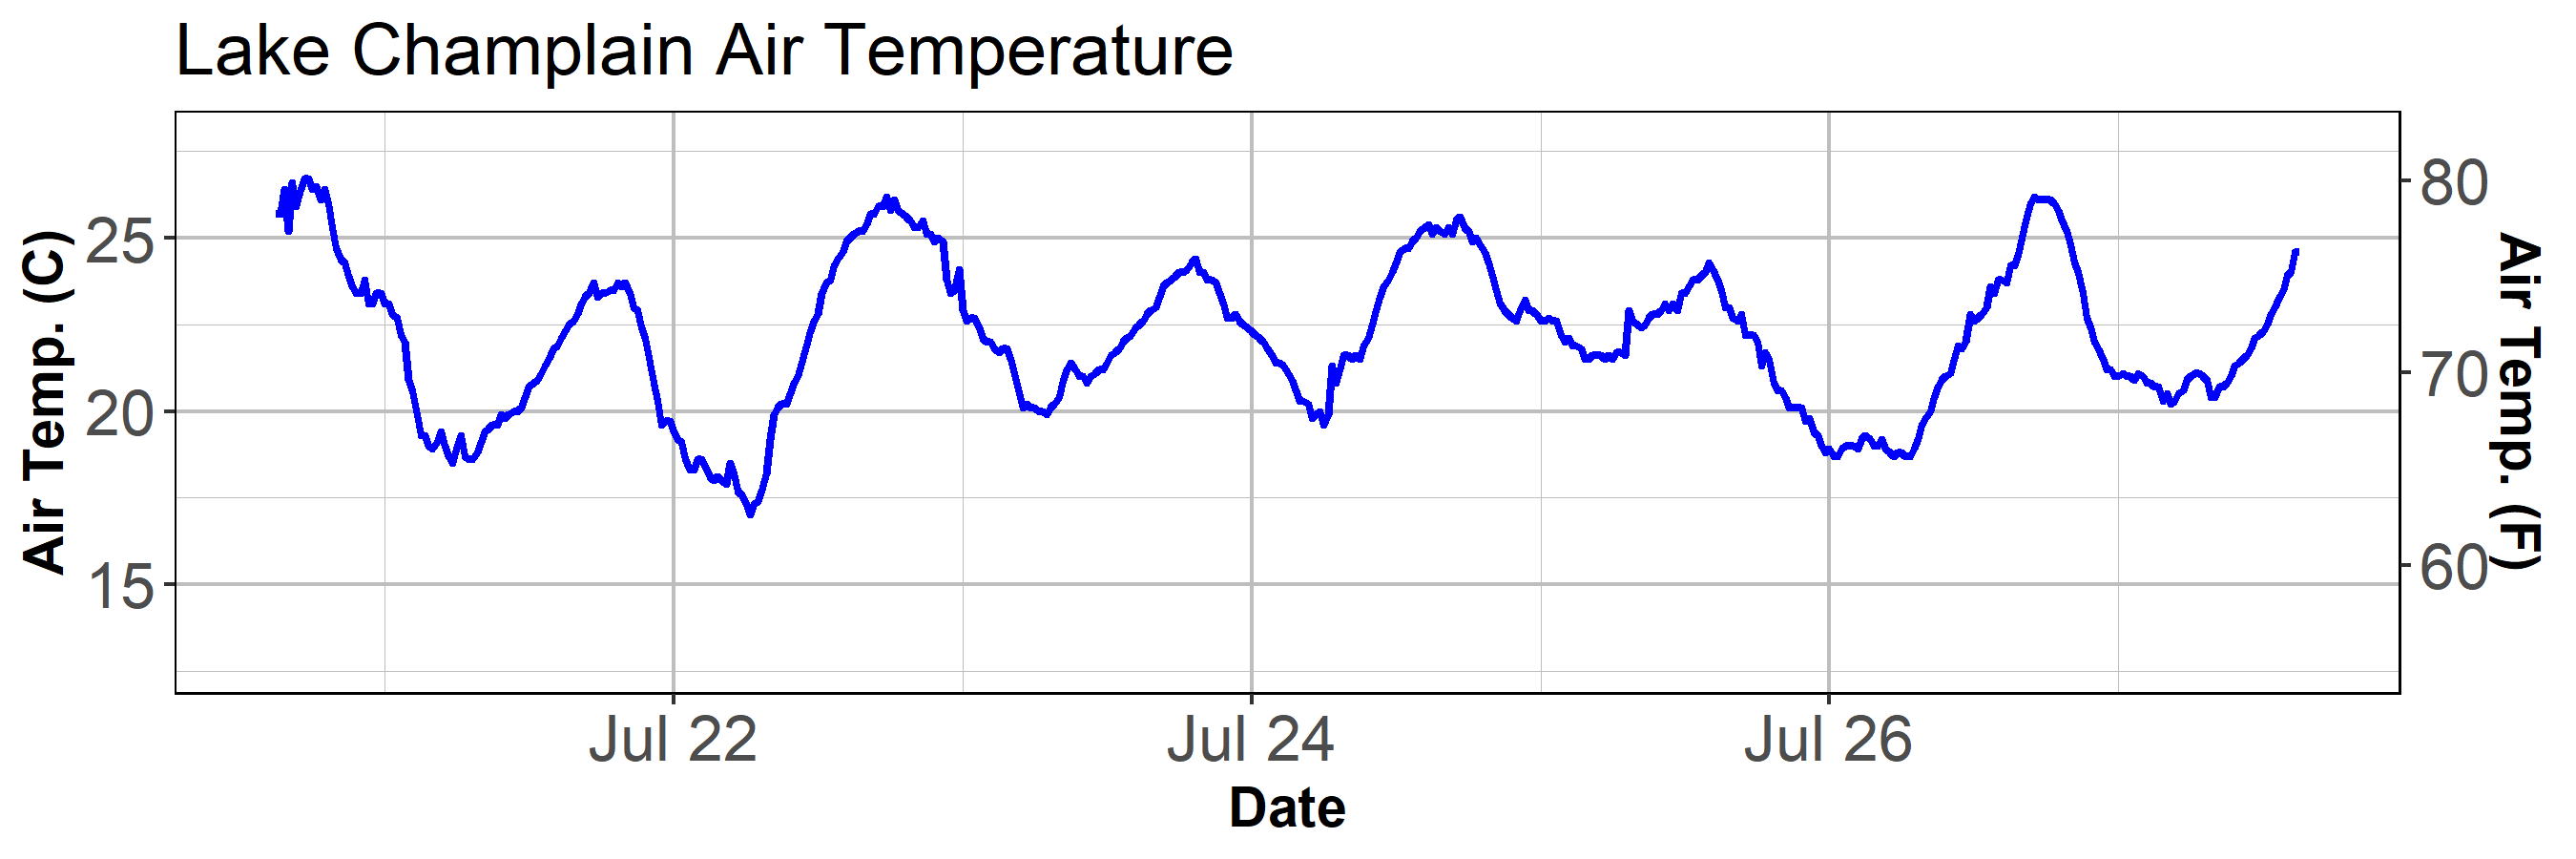 Lake Champlain Air Temperature
Air Temp. (C)
25
20
15
80
70
60
Air Temp. (F)
Jul 22 Jul 24 Jul 26
Date